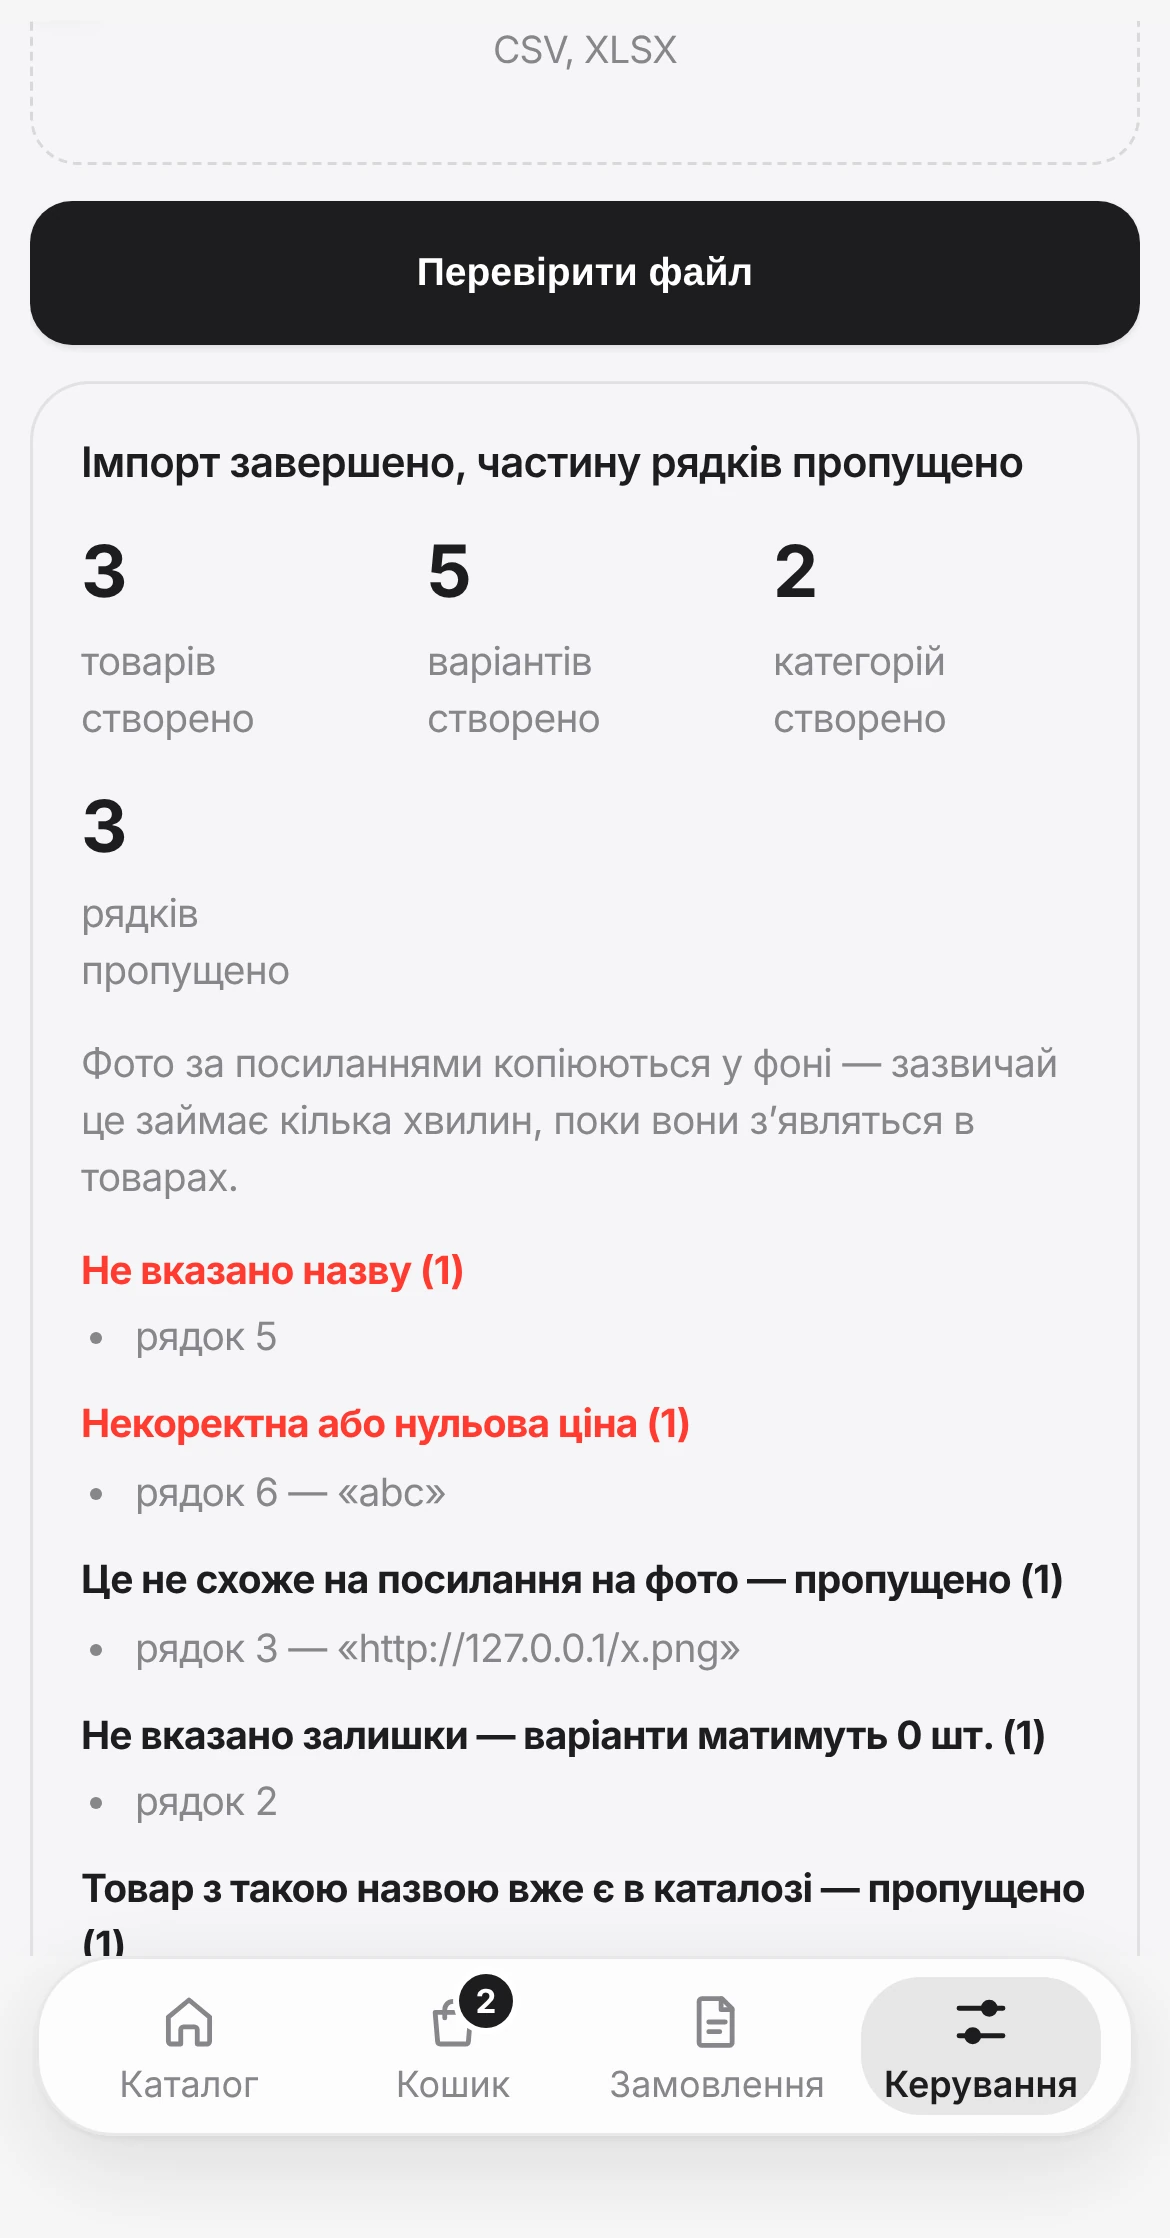 CSV, XLSX
Перевірити файл
Імпорт завершено, частину рядків пропущено
3
5
2
товарів
створено
варіантів
створено
категорій
створено
3
рядків
пропущено
Фото за посиланнями копіюються у фоні — зазвичай
це займає кілька хвилин, поки вони з’являться в
товарах.
Не вказано назву (1)
• рядок 5
Некоректна або нульова ціна (1)
• рядок 6 — «abc»
Це не схоже на посилання на фото — пропущено (1)
• рядок 3 — «http://127.0.0.1/x.png»
Не вказано залишки — варіанти матимуть 0 шт. (1)
• рядок 2
Товар з такою назвою вже є в каталозі — пропущено
(1)
2
Каталог
Кошик
Замовлення
Керування